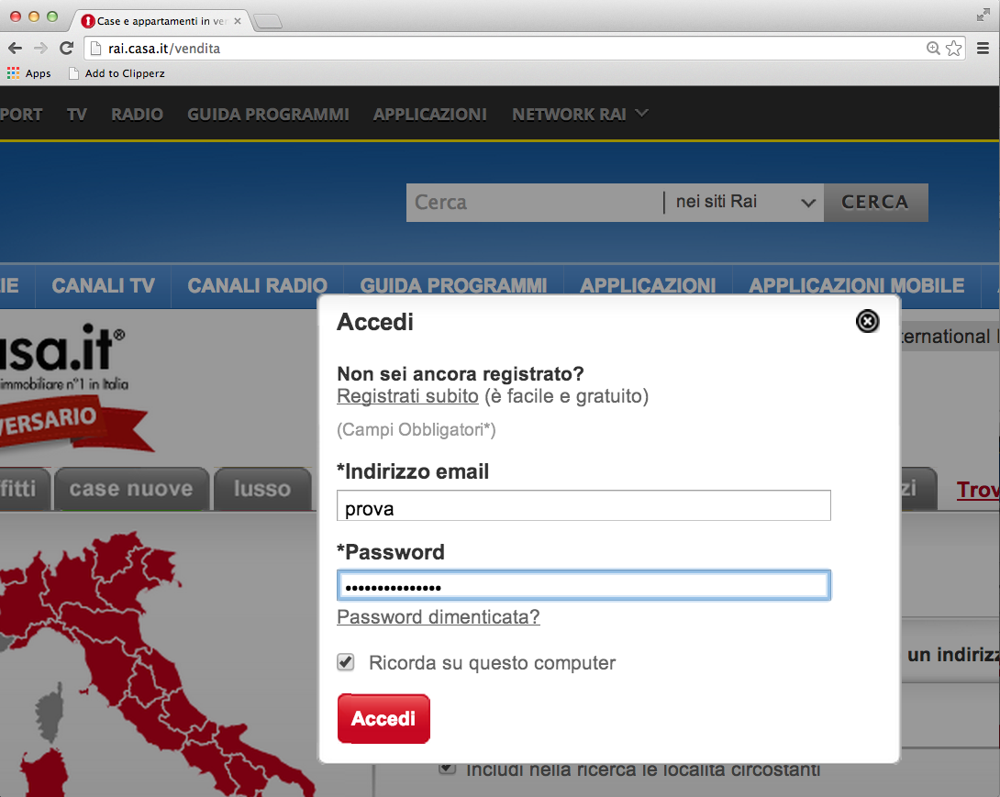 Case e appartamenti in ve
rai.casa.it/vendita
Apps Add to Clipperz
PORT TV RADIO GUIDA PROGRAMMI APPLICAZIONI NETWORK RAI
Cerca nei siti Rai CERCA
IE CANALI TV CANALI RADIO GUIDA PROGRAMMI APPLICAZIONI APPLICAZIONI MOBILE
asa.it®
immobiliare n°1 in Italia
VERSARIO
ternational
fitti case nuove lusso zi Trov
Accedi
Non sei ancora registrato?
Registrati subito (è facile e gratuito)
(Campi Obbligatori*)
*Indirizzo email
prova
*Password
•••••••••••••••
Password dimenticata?
Ricorda su questo computer
Accedi
un indirizz
Includi nella ricerca le località circostanti